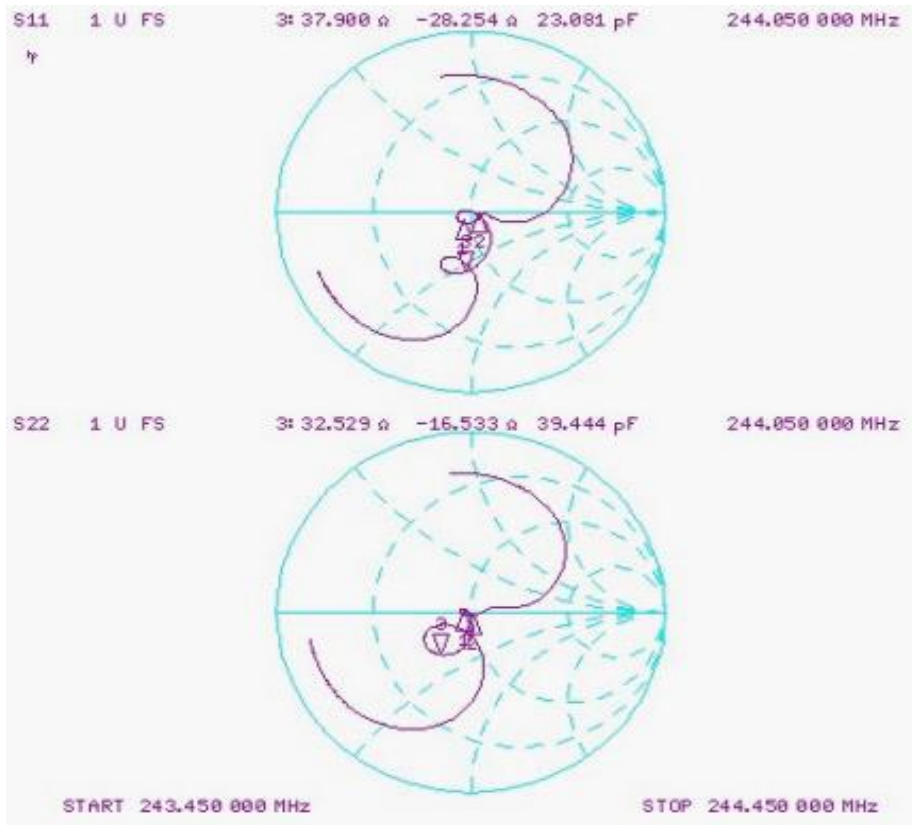 S11 1 U FS 3: 37.900 Ω -28.254 Ω 23.081 pF 244.050 000 MHz
S22 1 U FS 3: 32.529 Ω -16.533 Ω 39.444 pF 244.050 000 MHz
3
START 243.450 000 MHz STOP 244.450 000 MHz